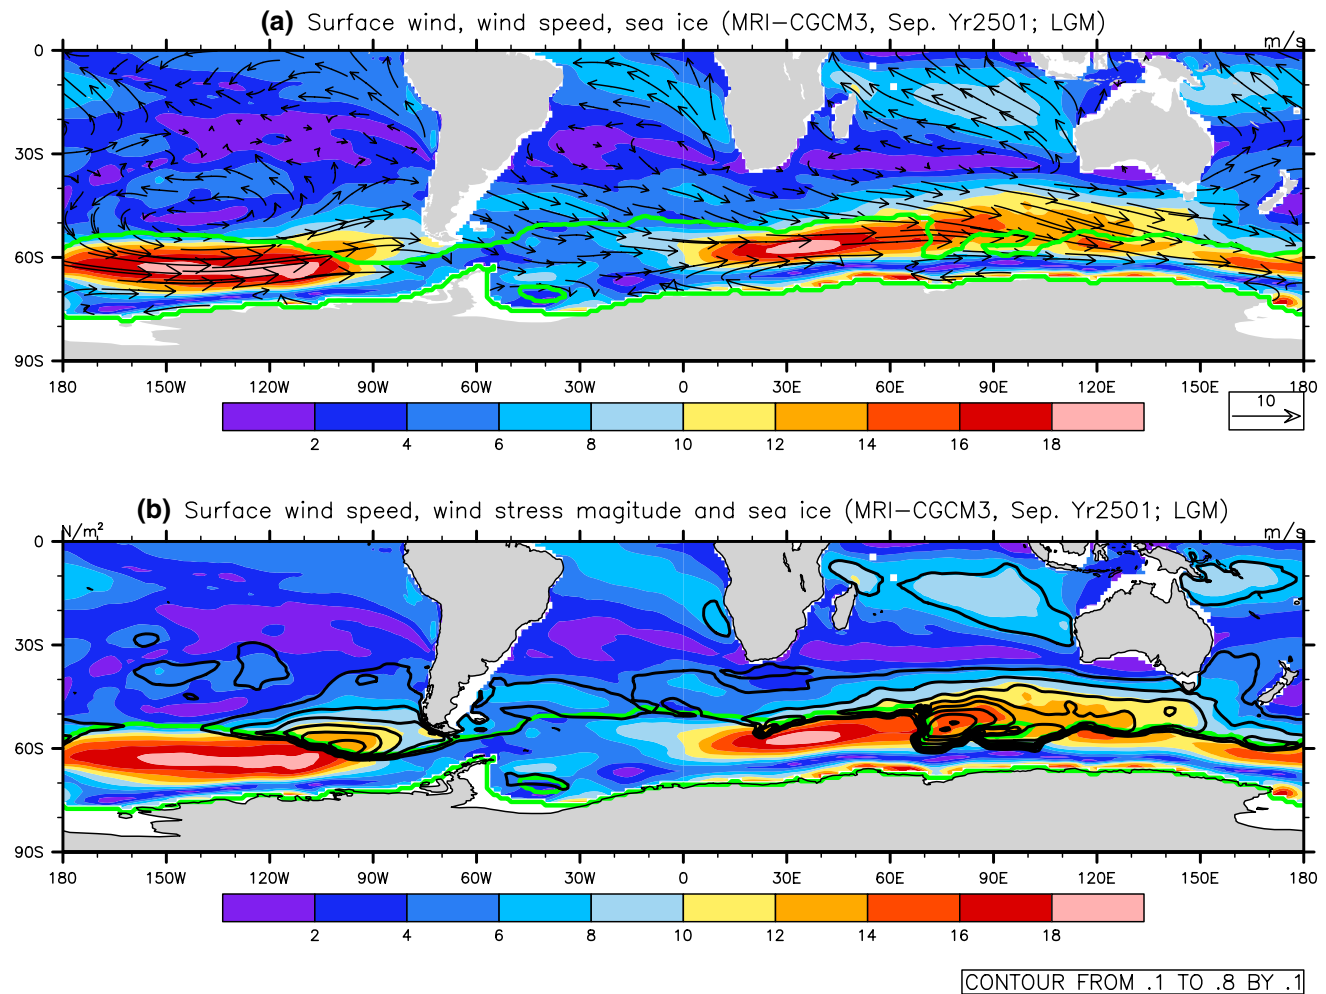 (a) Surface wind, wind speed, sea ice (MRI-CGCM3, Sep. Yr2501; LGM)
m/s
0
30S
60S
90S
180 150W 120W 90W 60W 30W 0 30E 60E 90E 120E 150E 180
10
2 4 6 8 10 12 14 16 18
(b) Surface wind speed, wind stress magitude and sea ice (MRI-CGCM3, Sep. Yr2501; LGM)
N/m² m/s
0
30S
60S
90S
180 150W 120W 90W 60W 30W 0 30E 60E 90E 120E 150E 180
2 4 6 8 10 12 14 16 18
CONTOUR FROM .1 TO .8 BY .1